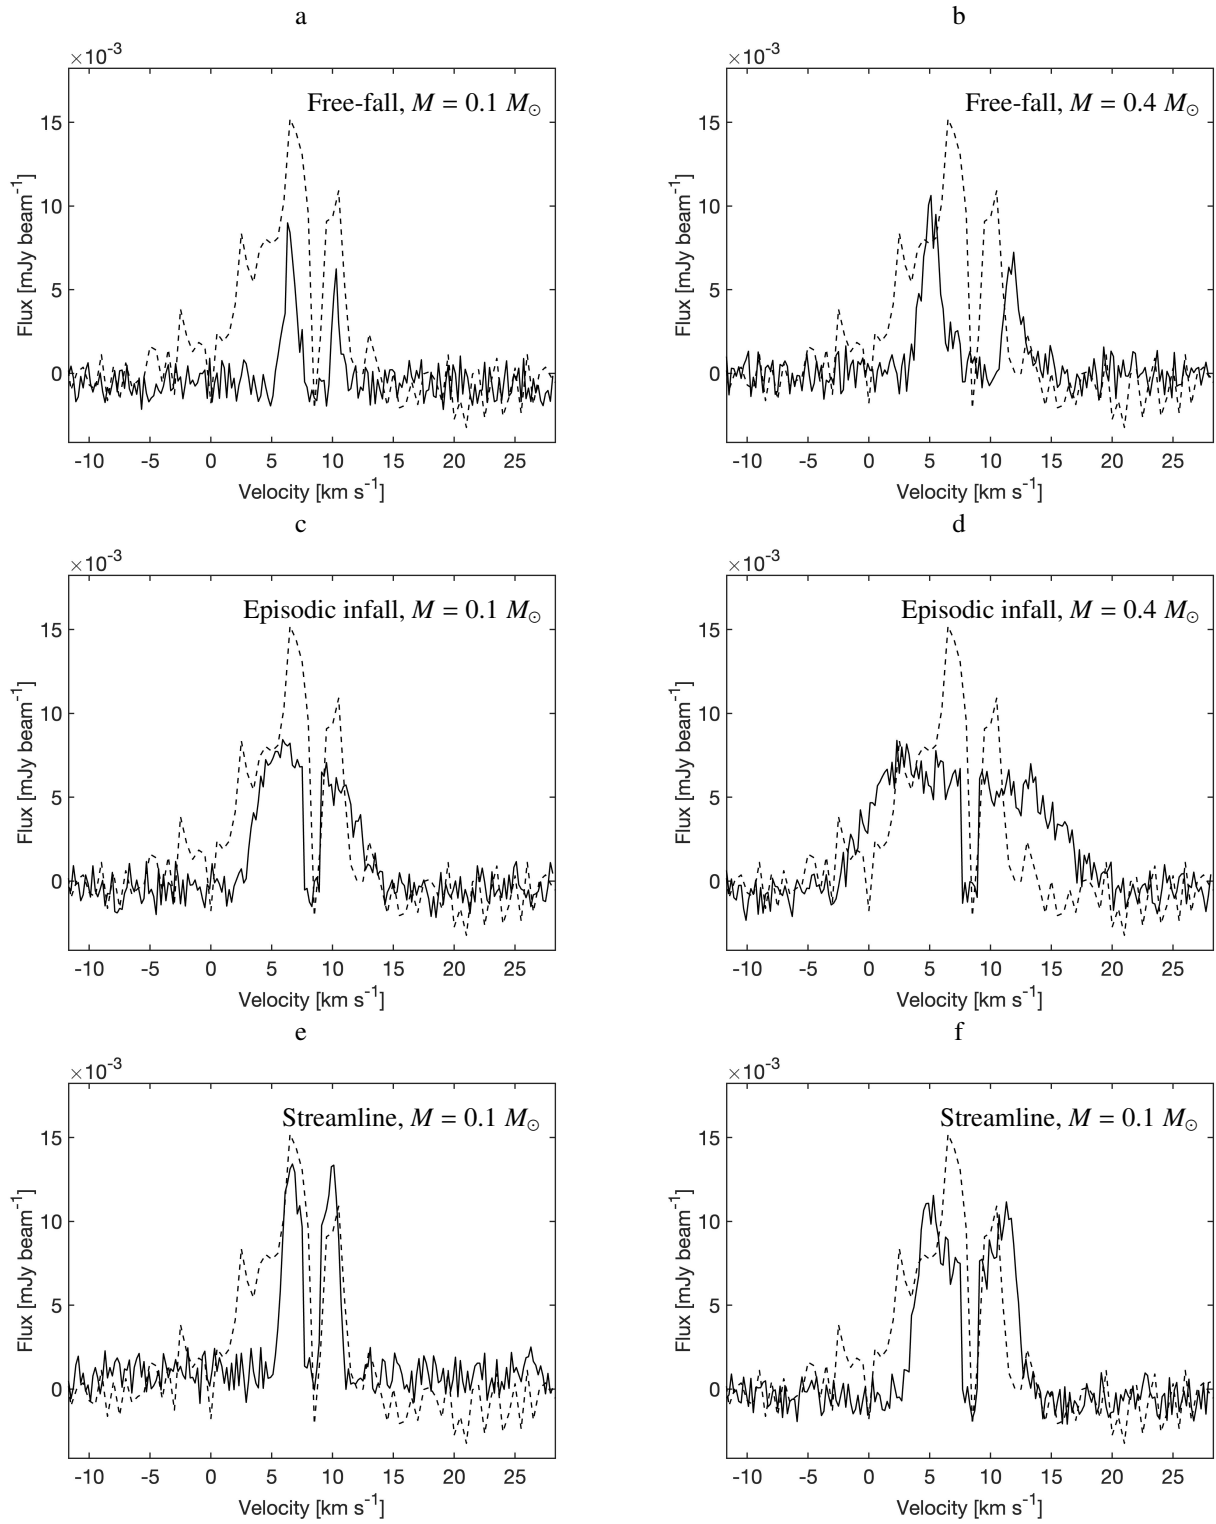 a
×10⁻³
Free-fall, M = 0.1 M☉
15
10
5
0
Flux [mJy beam⁻¹]
-10 -5 0 5 10 15 20 25
Velocity [km s⁻¹]
b
×10⁻³
Free-fall, M = 0.4 M☉
15
10
5
0
Flux [mJy beam⁻¹]
-10 -5 0 5 10 15 20 25
Velocity [km s⁻¹]
c
×10⁻³
Episodic infall, M = 0.1 M☉
15
10
5
0
Flux [mJy beam⁻¹]
-10 -5 0 5 10 15 20 25
Velocity [km s⁻¹]
d
×10⁻³
Episodic infall, M = 0.4 M☉
15
10
5
0
Flux [mJy beam⁻¹]
-10 -5 0 5 10 15 20 25
Velocity [km s⁻¹]
e
×10⁻³
Streamline, M = 0.1 M☉
15
10
5
0
Flux [mJy beam⁻¹]
-10 -5 0 5 10 15 20 25
Velocity [km s⁻¹]
f
×10⁻³
Streamline, M = 0.1 M☉
15
10
5
0
Flux [mJy beam⁻¹]
-10 -5 0 5 10 15 20 25
Velocity [km s⁻¹]